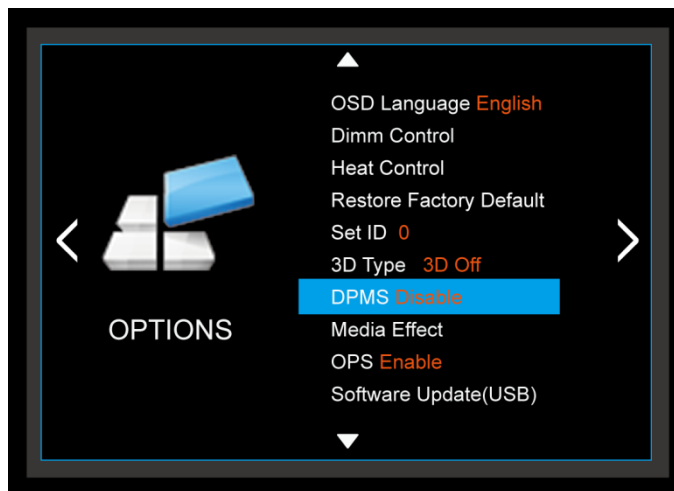 OPTIONS
OSD Language English
Dimm Control
Heat Control
Restore Factory Default
Set ID 0
3D Type 3D Off
DPMS Disable
Media Effect
OPS Enable
Software Update(USB)